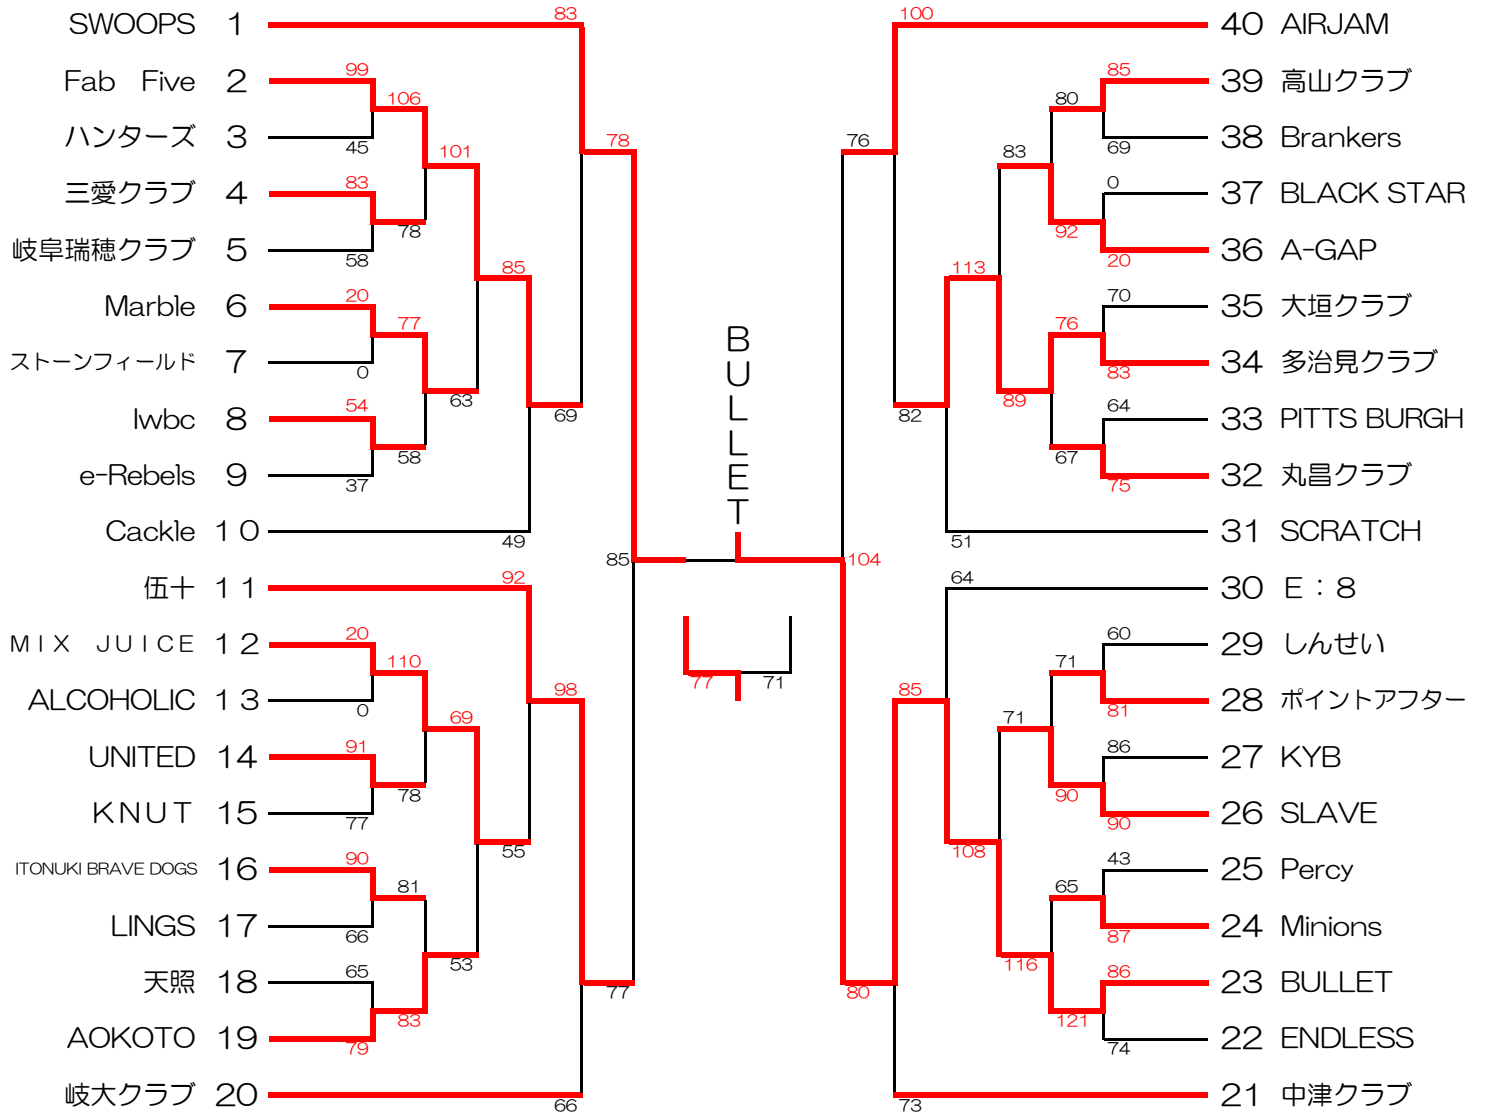 SWOOPS 1 83 100 40 AIRJAM
Fab Five 2 99 85 39 高山クラブ
106 80
ハンターズ 3 45 78 76 69 38 Brankers
101 83
三愛クラブ 4 83 0 37 BLACK STAR
78 92
岐阜瑞穂クラブ 5 58 20 36 A-GAP
85 113
Marble 6 20 70 35 大垣クラブ
77 76
ストーンフィールド 7 0 83 34 多治見クラブ
63 89
lwbc 8 54 69 82 64 33 PITTS BURGH
58 67
e-Rebels 9 37 75 32 丸昌クラブ
BULLET
Cackle 10 49 51 31 SCRATCH
85 104
伍十 11 92 64 30 E：8
MIX JUICE 12 20 60 29 しんせい
110 71
77 71
ALCOHOLIC 13 0 98 85 81 28 ポイントアフター
69 71
UNITED 14 91 86 27 KYB
78 90
KNUT 15 77 90 26 SLAVE
55 108
ITONUKI BRAVE DOGS 16 90 43 25 Percy
81 65
LINGS 17 66 87 24 Minions
53 116
天照 18 65 77 80 86 23 BULLET
83 121
AOKOTO 19 79 74 22 ENDLESS
岐大クラブ 20 66 73 21 中津クラブ